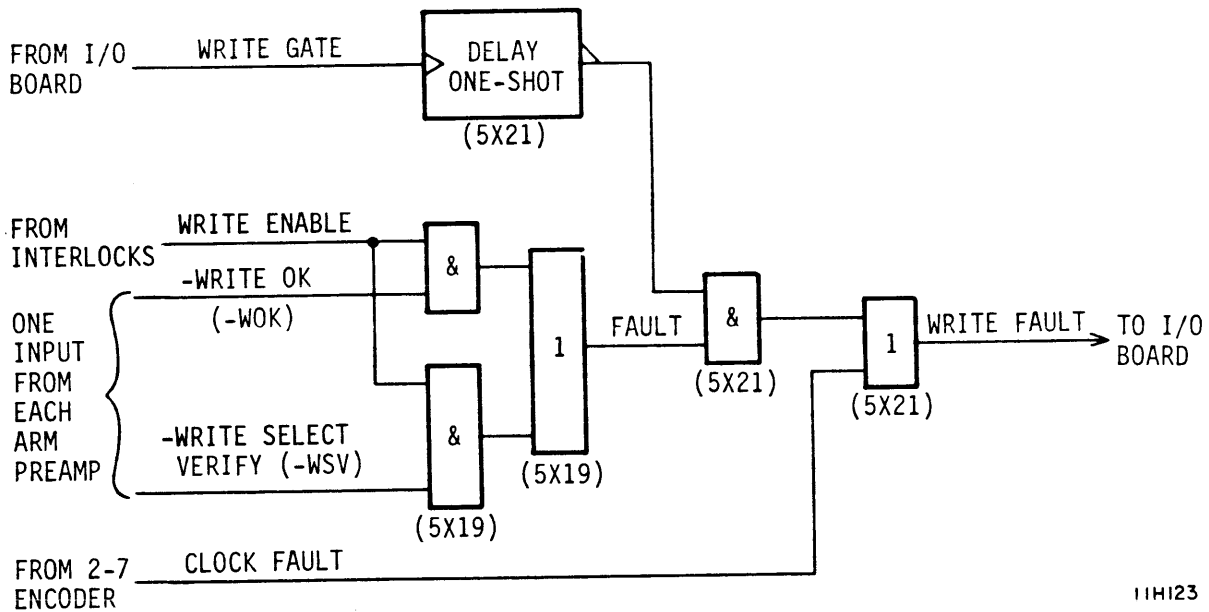 FROM I/O
BOARD
WRITE GATE
DELAY
ONE-SHOT
(5X21)
FROM
INTERLOCKS
WRITE ENABLE
-WRITE OK
(-WOK)
&
ONE
INPUT
FROM
EACH
ARM
PREAMP
-WRITE SELECT
VERIFY (-WSV)
&
(5X19)
1
(5X19)
FAULT
&
(5X21)
1
(5X21)
WRITE FAULT
TO I/O
BOARD
FROM 2-7
ENCODER
CLOCK FAULT
11H123